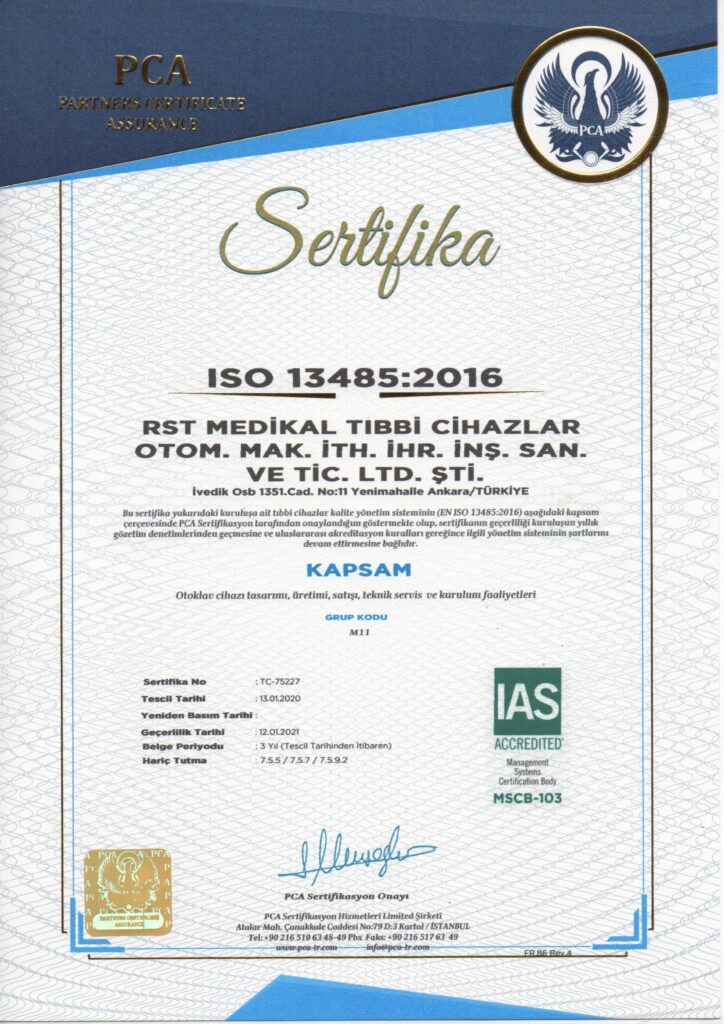 PCA
PARTNERS CERTIFICATE
ASSURANCE
PCA
Sertifika
ISO 13485:2016
RST MEDİKAL TIBBİ CİHAZLAR
OTOM. MAK. İTH. İHR. İNŞ. SAN.
VE TİC. LTD. ŞTİ.
İvedik Osb 1351.Cad. No:11 Yenimahalle Ankara/TÜRKİYE
Bu sertifika yukarıdaki kuruluşa ait tıbbi cihazlar kalite yönetim sisteminin (EN ISO 13485:2016) aşağıdaki kapsam
çerçevesinde PCA Sertifikasyon tarafından onaylandığını göstermekte olup, sertifikanın geçerliliği kuruluşun yıllık
gözetim denetimlerinden geçmesine ve uluslararası akreditasyon kuralları gereğince ilgili yönetim sisteminin şartlarını
devam ettirmesine bağlıdır.
KAPSAM
Otoklav cihazı tasarımı, üretimi, satışı, teknik servis ve kurulum faaliyetleri
GRUP KODU
M11
Sertifika No : TC-75227
Tescil Tarihi : 13.01.2020
Yeniden Basım Tarihi :
Geçerlilik Tarihi : 12.01.2021
Belge Periyodu : 3 Yıl (Tescil Tarihinden İtibaren)
Hariç Tutma : 7.5.5 / 7.5.7 / 7.5.9.2
IAS
ACCREDITED
Management
Systems
Certification Body
MSCB-103
PCA Sertifikasyon Onayı
PCA Sertifikasyon Hizmetleri Limited Şirketi
Atalar Mah. Çanakkale Caddesi No:79 D:3 Kartal / İSTANBUL
Tel: +90 216 510 63 48-49 Pbx Faks: +90 216 517 63 49
www.pca-tr.com info@pca-tr.com
PARTNERS CERTIFICATE
ASSURANCE
FR.86 Rev.4